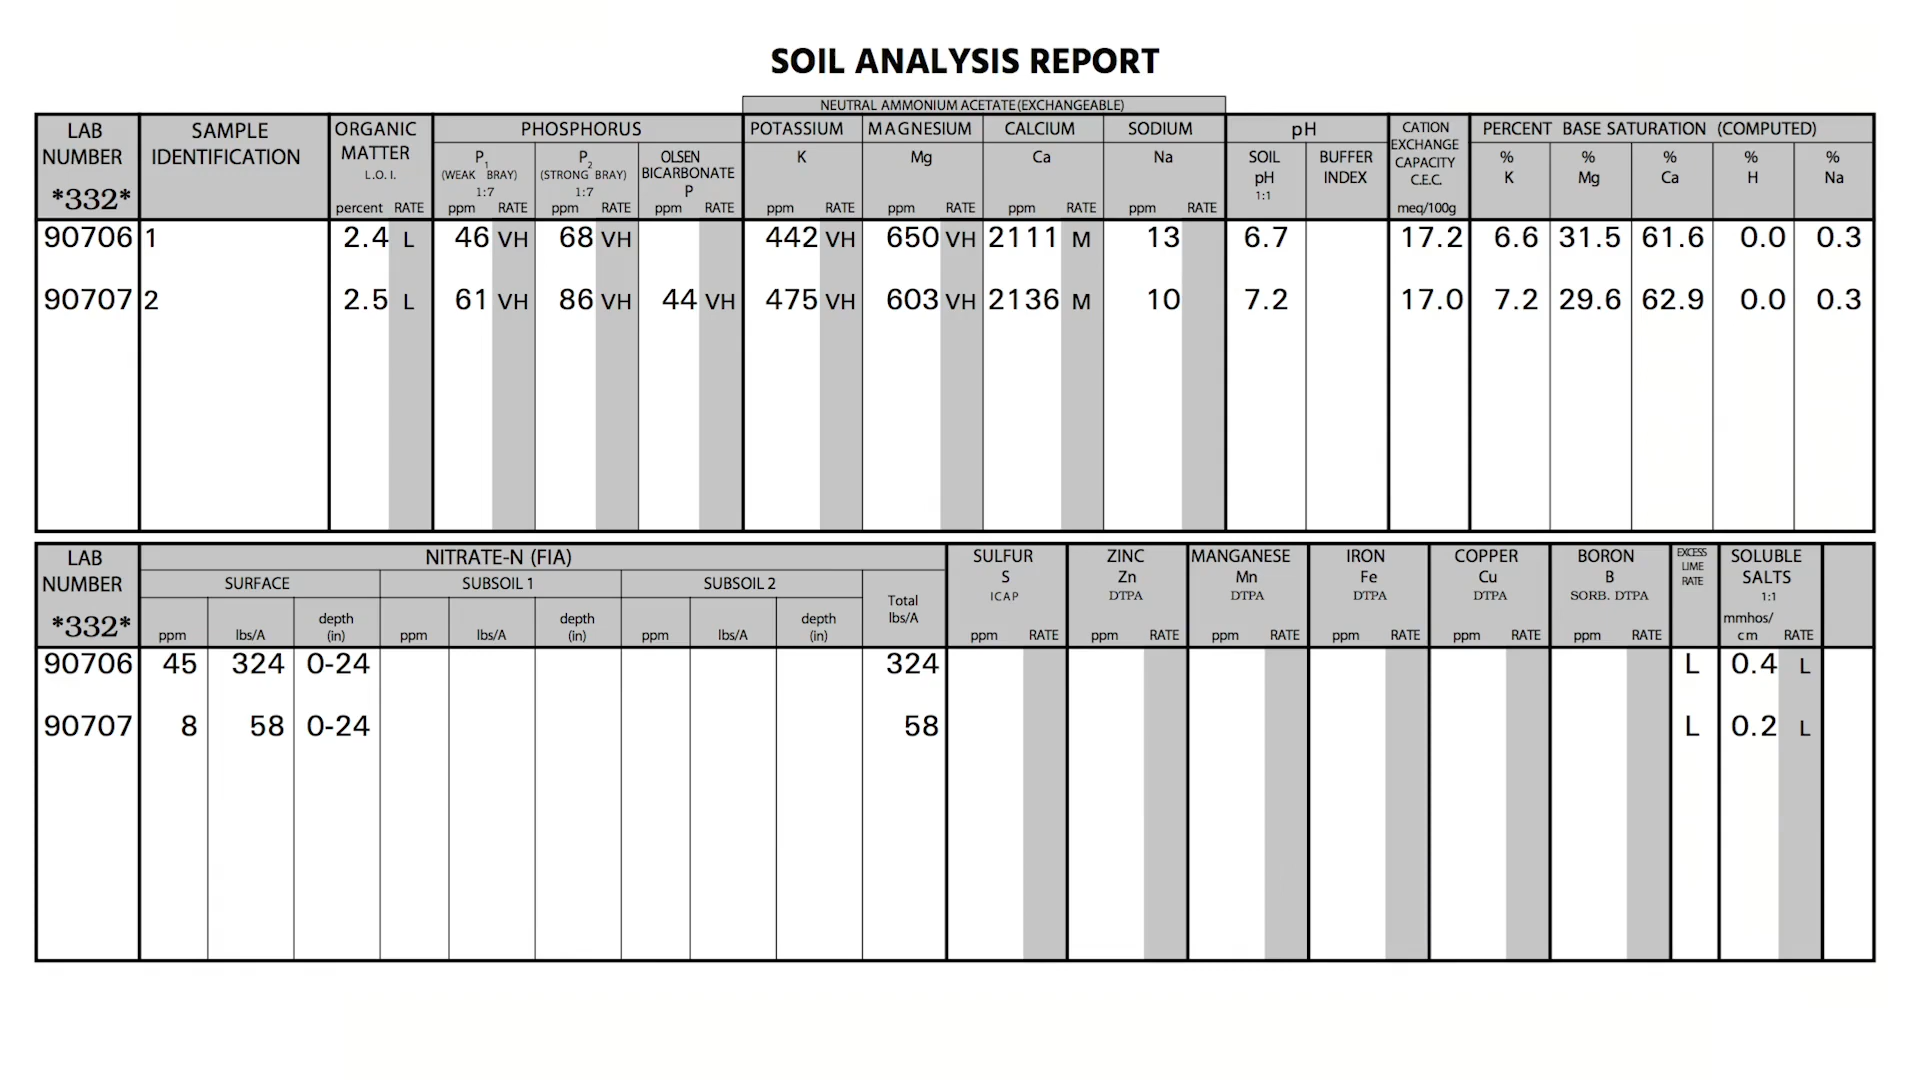 SOIL ANALYSIS REPORT
NEUTRAL AMMONIUM ACETATE (EXCHANGEABLE)
LAB NUMBER *332* SAMPLE IDENTIFICATION ORGANIC MATTER L.O.I. percent RATE PHOSPHORUS P1 (WEAK BRAY) 1:7 ppm RATE P2 (STRONG BRAY) 1:7 ppm RATE OLSEN BICARBONATE P ppm RATE POTASSIUM K ppm RATE MAGNESIUM Mg ppm RATE CALCIUM Ca ppm RATE SODIUM Na ppm RATE pH SOIL pH 1:1 BUFFER INDEX CATION EXCHANGE CAPACITY C.E.C. meq/100g PERCENT BASE SATURATION (COMPUTED) % K % Mg % Ca % H % Na
90706 1 2.4 L 46 VH 68 VH 442 VH 650 VH 2111 M 13 6.7 17.2 6.6 31.5 61.6 0.0 0.3
90707 2 2.5 L 61 VH 86 VH 44 VH 475 VH 603 VH 2136 M 10 7.2 17.0 7.2 29.6 62.9 0.0 0.3
LAB NUMBER *332* NITRATE-N (FIA) SURFACE ppm lbs/A depth (in) SUBSOIL 1 ppm lbs/A depth (in) SUBSOIL 2 ppm lbs/A depth (in) Total lbs/A SULFUR S ICAP ppm RATE ZINC Zn DTPA ppm RATE MANGANESE Mn DTPA ppm RATE IRON Fe DTPA ppm RATE COPPER Cu DTPA ppm RATE BORON B SORB. DTPA ppm RATE EXCESS LIME RATE SOLUBLE SALTS 1:1 mmhos/ cm RATE
90706 45 324 0-24 324 L 0.4 L
90707 8 58 0-24 58 L 0.2 L